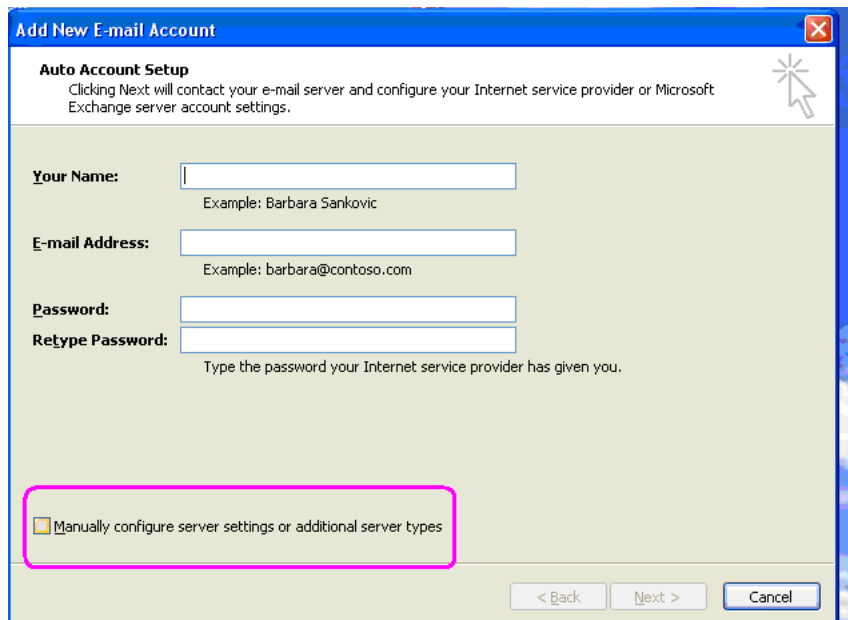 Add New E-mail Account
Auto Account Setup
Clicking Next will contact your e-mail server and configure your Internet service provider or Microsoft
Exchange server account settings.
Your Name:
Example: Barbara Sankovic
E-mail Address:
Example: barbara@contoso.com
Password:
Retype Password:
Type the password your Internet service provider has given you.
Manually configure server settings or additional server types
< Back Next > Cancel